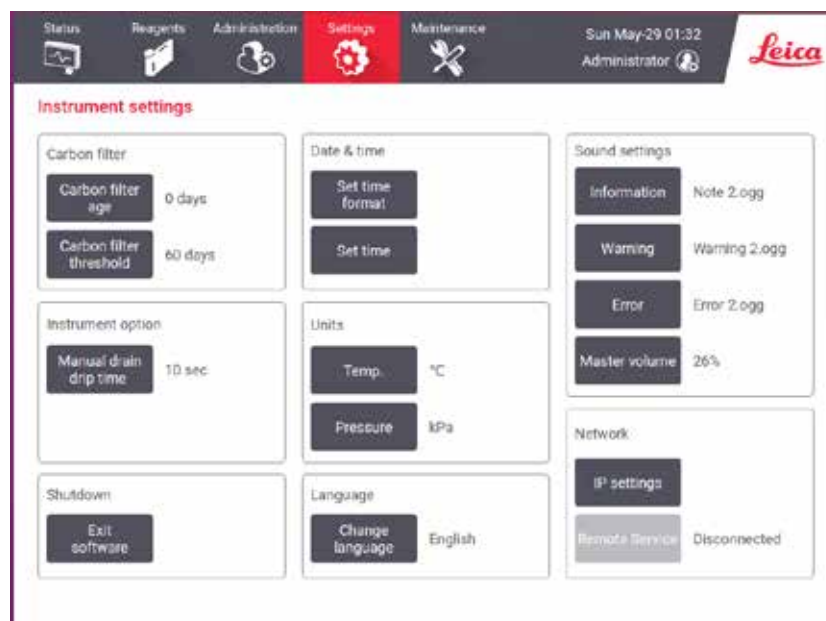 Status Reagents Administration Settings Maintenance
Sun May-29 01:32
Administrator
Leica
Instrument settings
Carbon filter
Carbon filter
age
0 days
Carbon filter
threshold
60 days
Instrument option
Manual drain
drip time
10 sec
Shutdown
Exit
software
Date & time
Set time
format
Set time
Units
Temp.
°C
Pressure
kPa
Language
Change
language
English
Sound settings
Information
Note 2.ogg
Warning
Warning 2.ogg
Error
Error 2.ogg
Master volume
26%
Network
IP settings
Remote Service
Disconnected